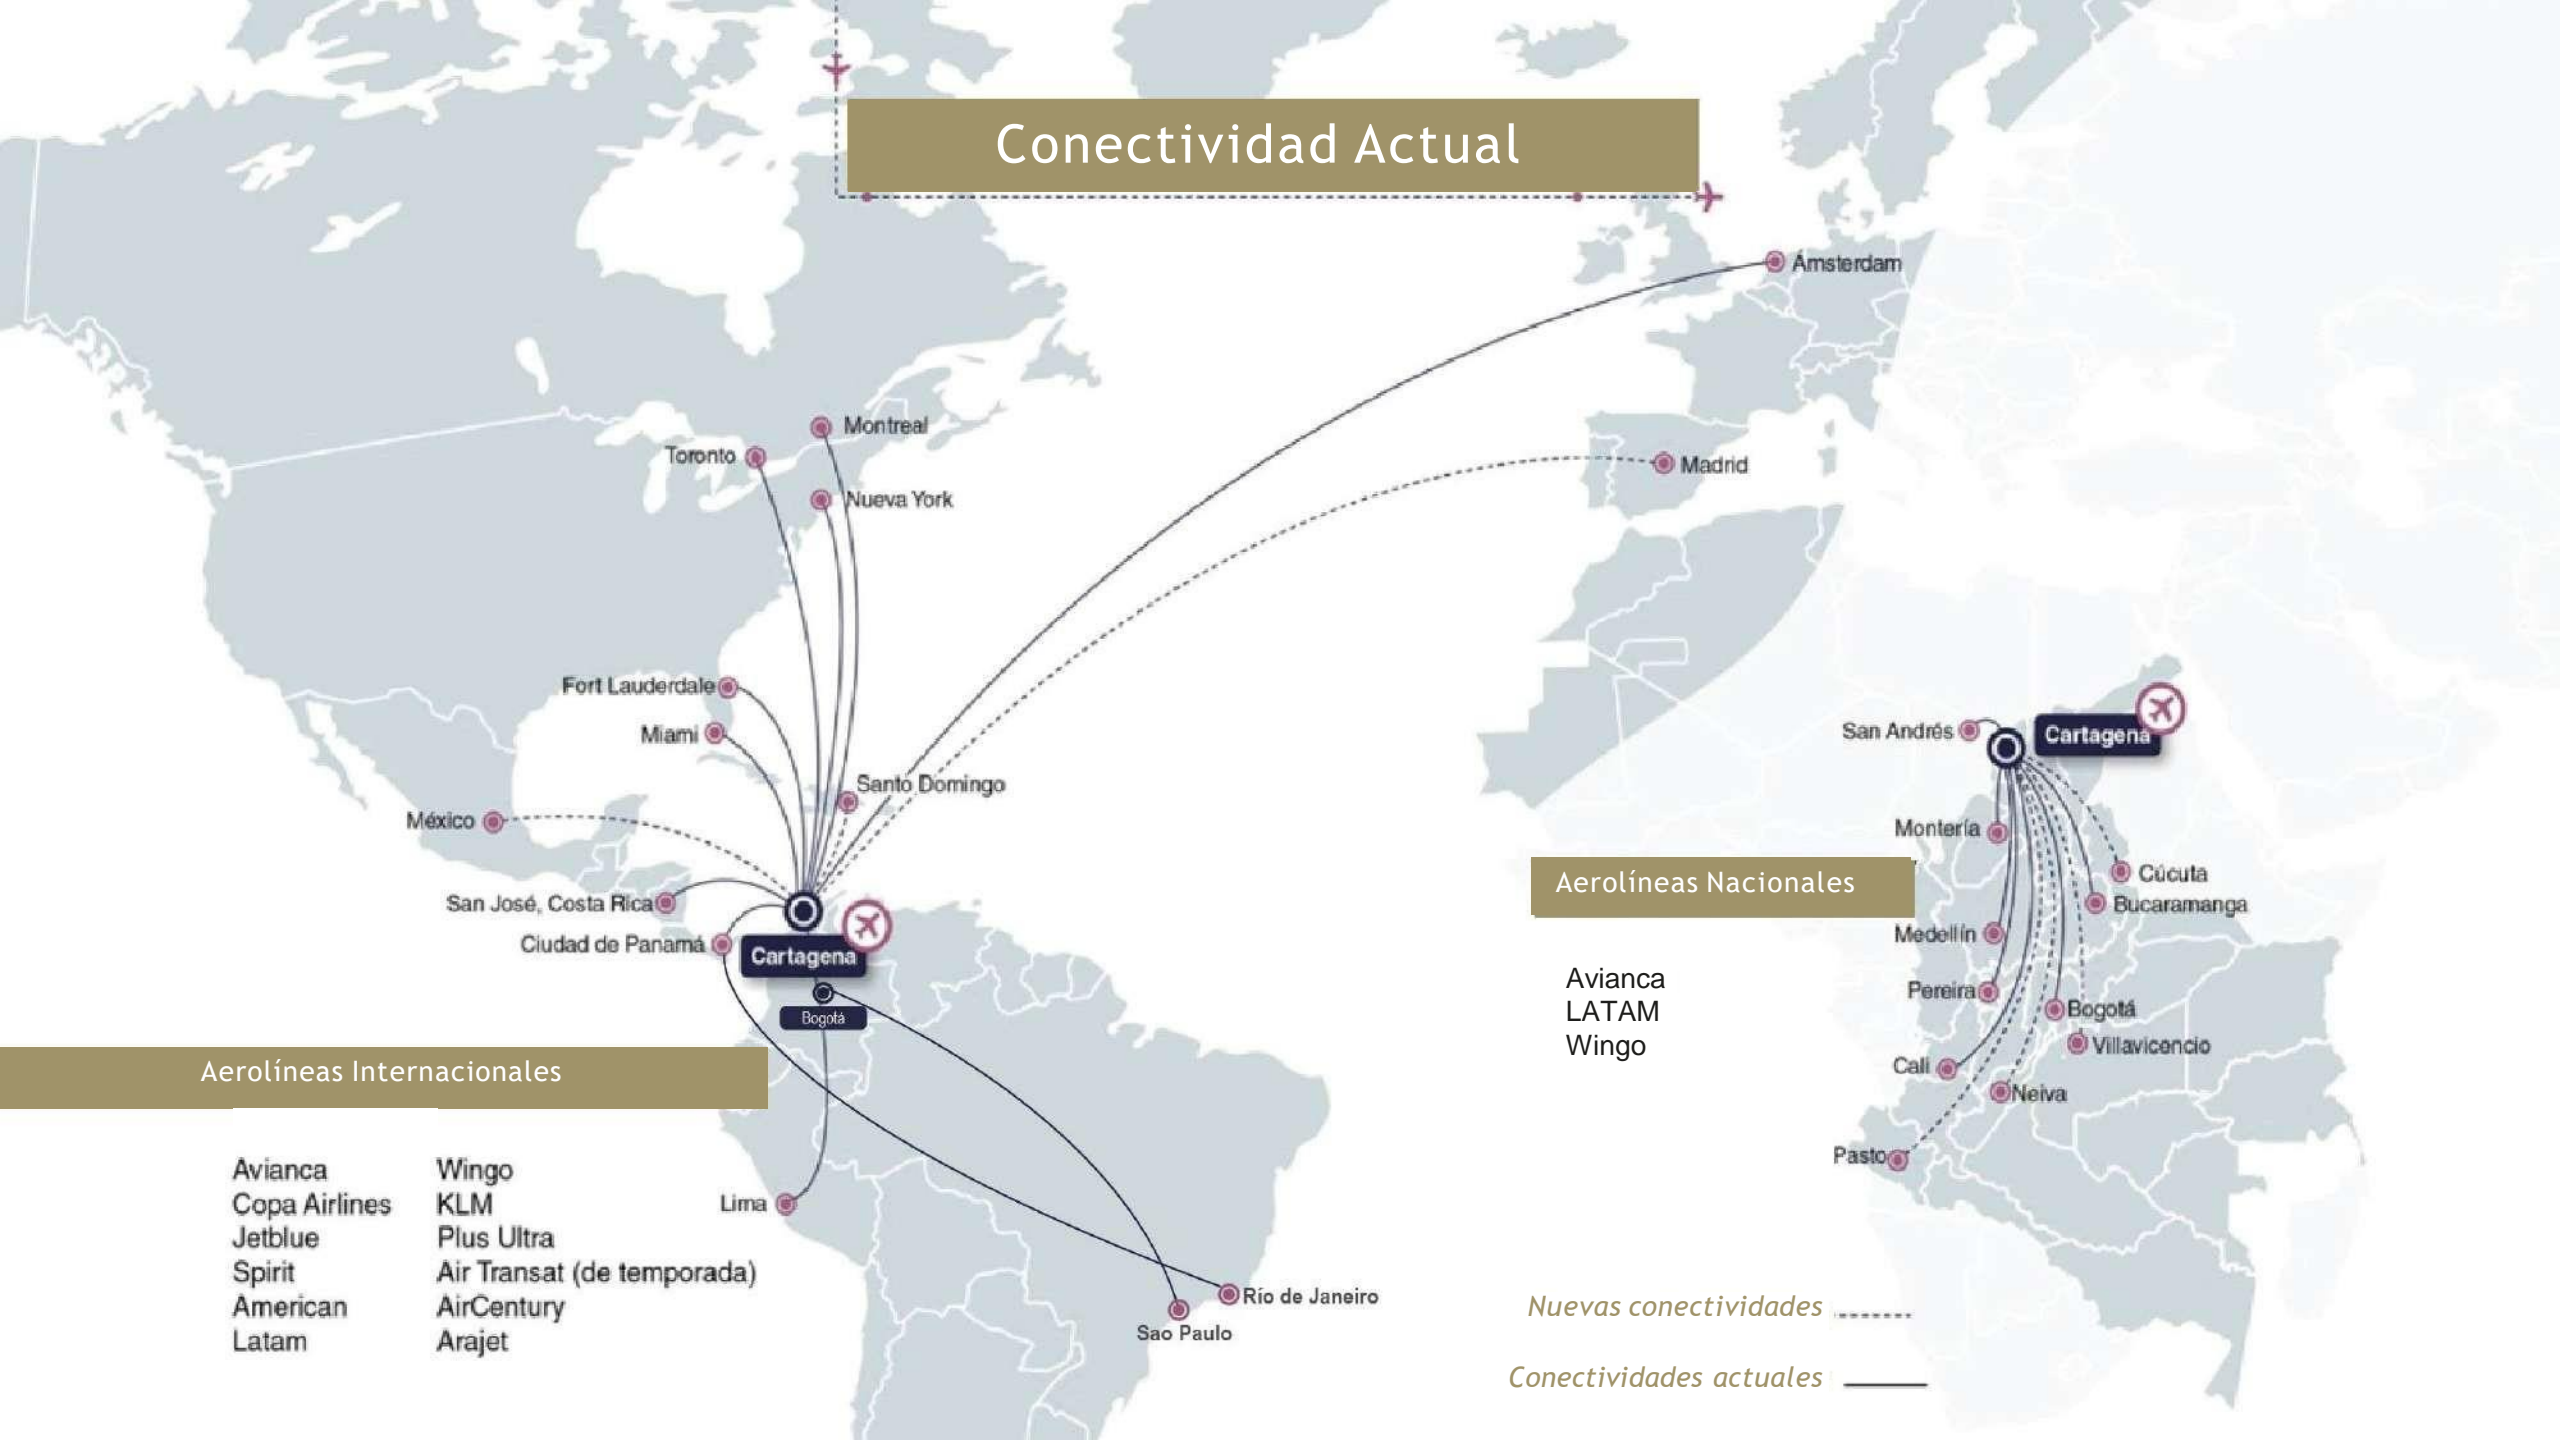 Conectividad Actual
Ámsterdam
Montreal
Toronto
Madrid
Nueva York
Fort Lauderdale
Miami
Santo Domingo
México
San José, Costa Rica
Ciudad de Panamá
Cartagena
Bogotá
Lima
Río de Janeiro
Sao Paulo
Aerolíneas Internacionales
Avianca
Copa Airlines
Jetblue
Spirit
American
Latam
Wingo
KLM
Plus Ultra
Air Transat (de temporada)
AirCentury
Arajet
San Andrés
Cartagena
Montería
Cúcuta
Bucaramanga
Medellín
Pereira
Bogotá
Villavicencio
Cali
Neiva
Pasto
Aerolíneas Nacionales
Avianca
LATAM
Wingo
Nuevas conectividades
Conectividades actuales